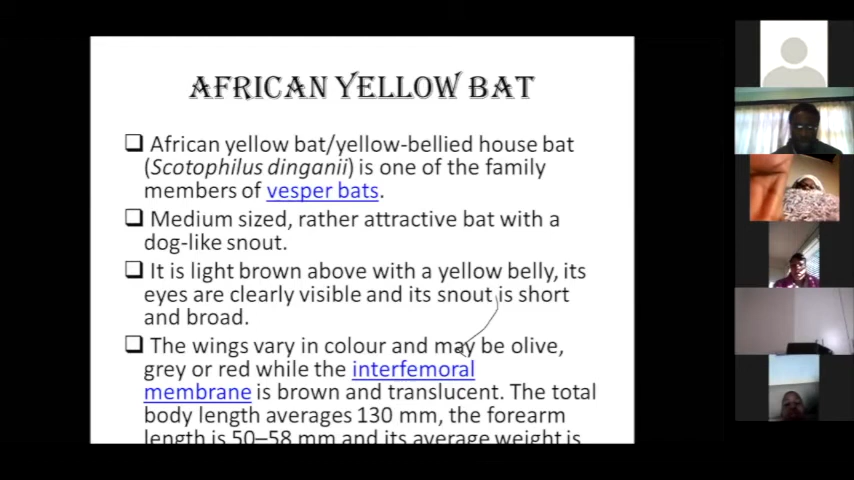 AFRICAN YELLOW BAT
❑ African yellow bat/yellow-bellied house bat
(Scotophilus dinganii) is one of the family
members of vesper bats.
❑ Medium sized, rather attractive bat with a
dog-like snout.
❑ It is light brown above with a yellow belly, its
eyes are clearly visible and its snout is short
and broad.
❑ The wings vary in colour and may be olive,
grey or red while the interfemoral
membrane is brown and translucent. The total
body length averages 130 mm, the forearm
length is 50–58 mm and its average weight is